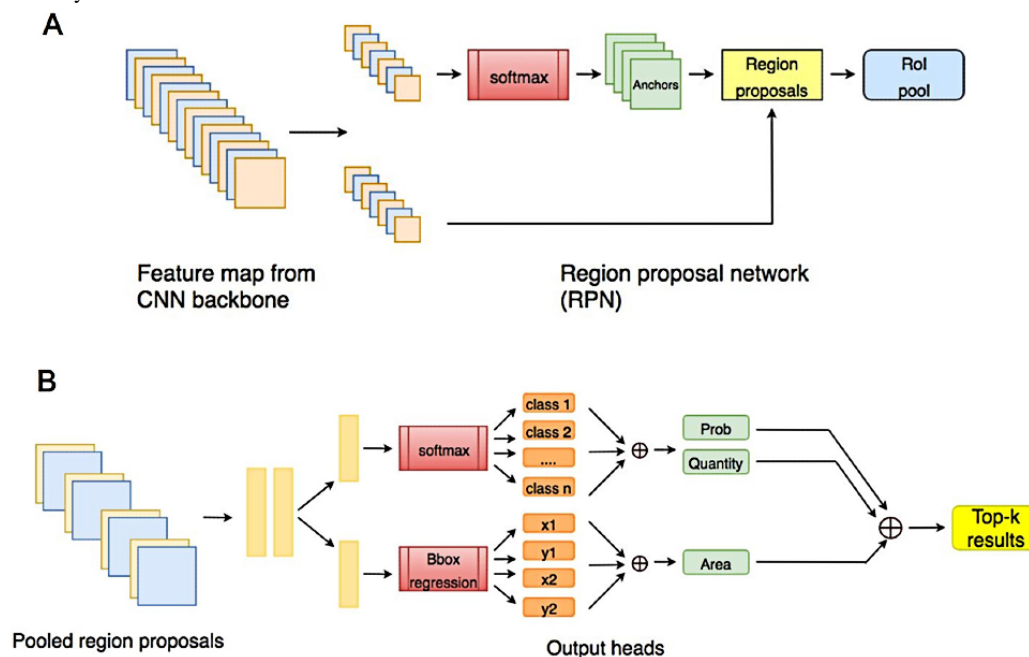 A
softmax
Anchors
Region
proposals
RoI
pool
Feature map from
CNN backbone
Region proposal network
(RPN)
B
softmax
class 1
class 2
....
class n
Prob
Quantity
Bbox
regression
x1
y1
x2
y2
Area
Top-k
results
Pooled region proposals
Output heads